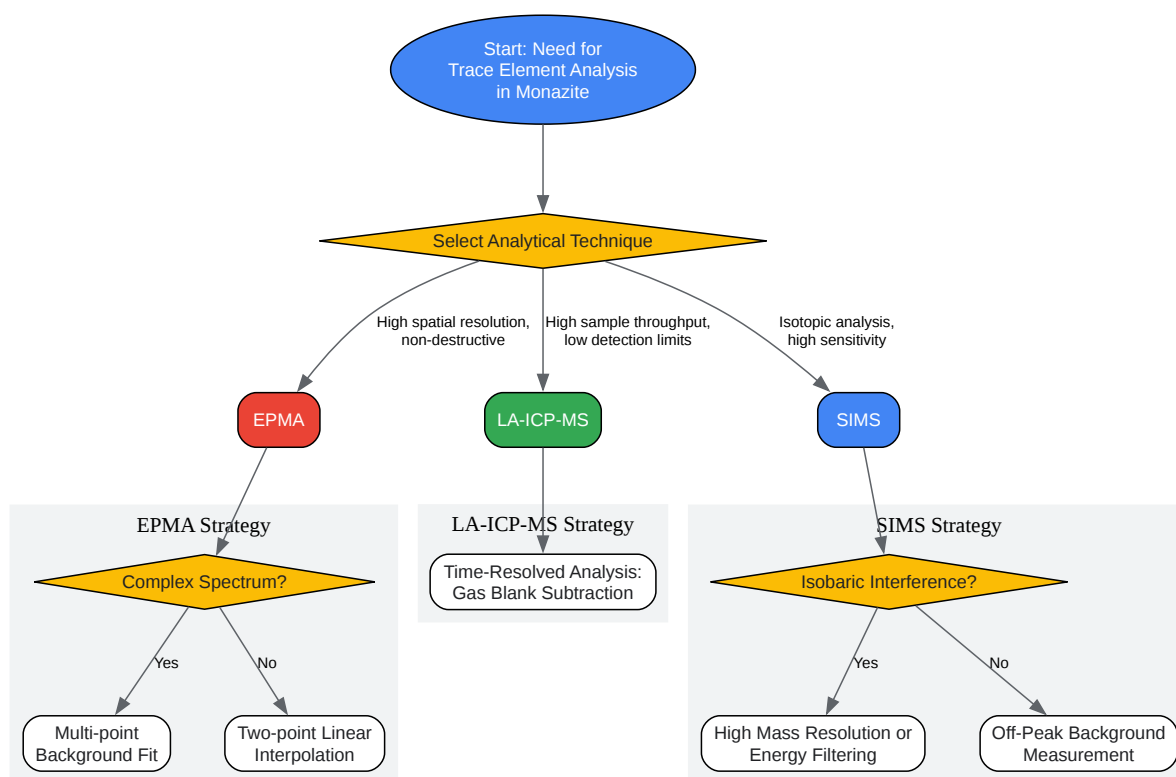 Start: Need for
Trace Element Analysis
in Monazite
Select Analytical Technique
High spatial resolution,
non-destructive
High sample throughput,
low detection limits
Isotopic analysis,
high sensitivity
EPMA
LA-ICP-MS
SIMS
EPMA Strategy
LA-ICP-MS Strategy
SIMS Strategy
Complex Spectrum?
Time-Resolved Analysis:
Gas Blank Subtraction
Isobaric Interference?
Yes
No
Yes
No
Multi-point
Background Fit
Two-point Linear
Interpolation
High Mass Resolution or
Energy Filtering
Off-Peak Background
Measurement